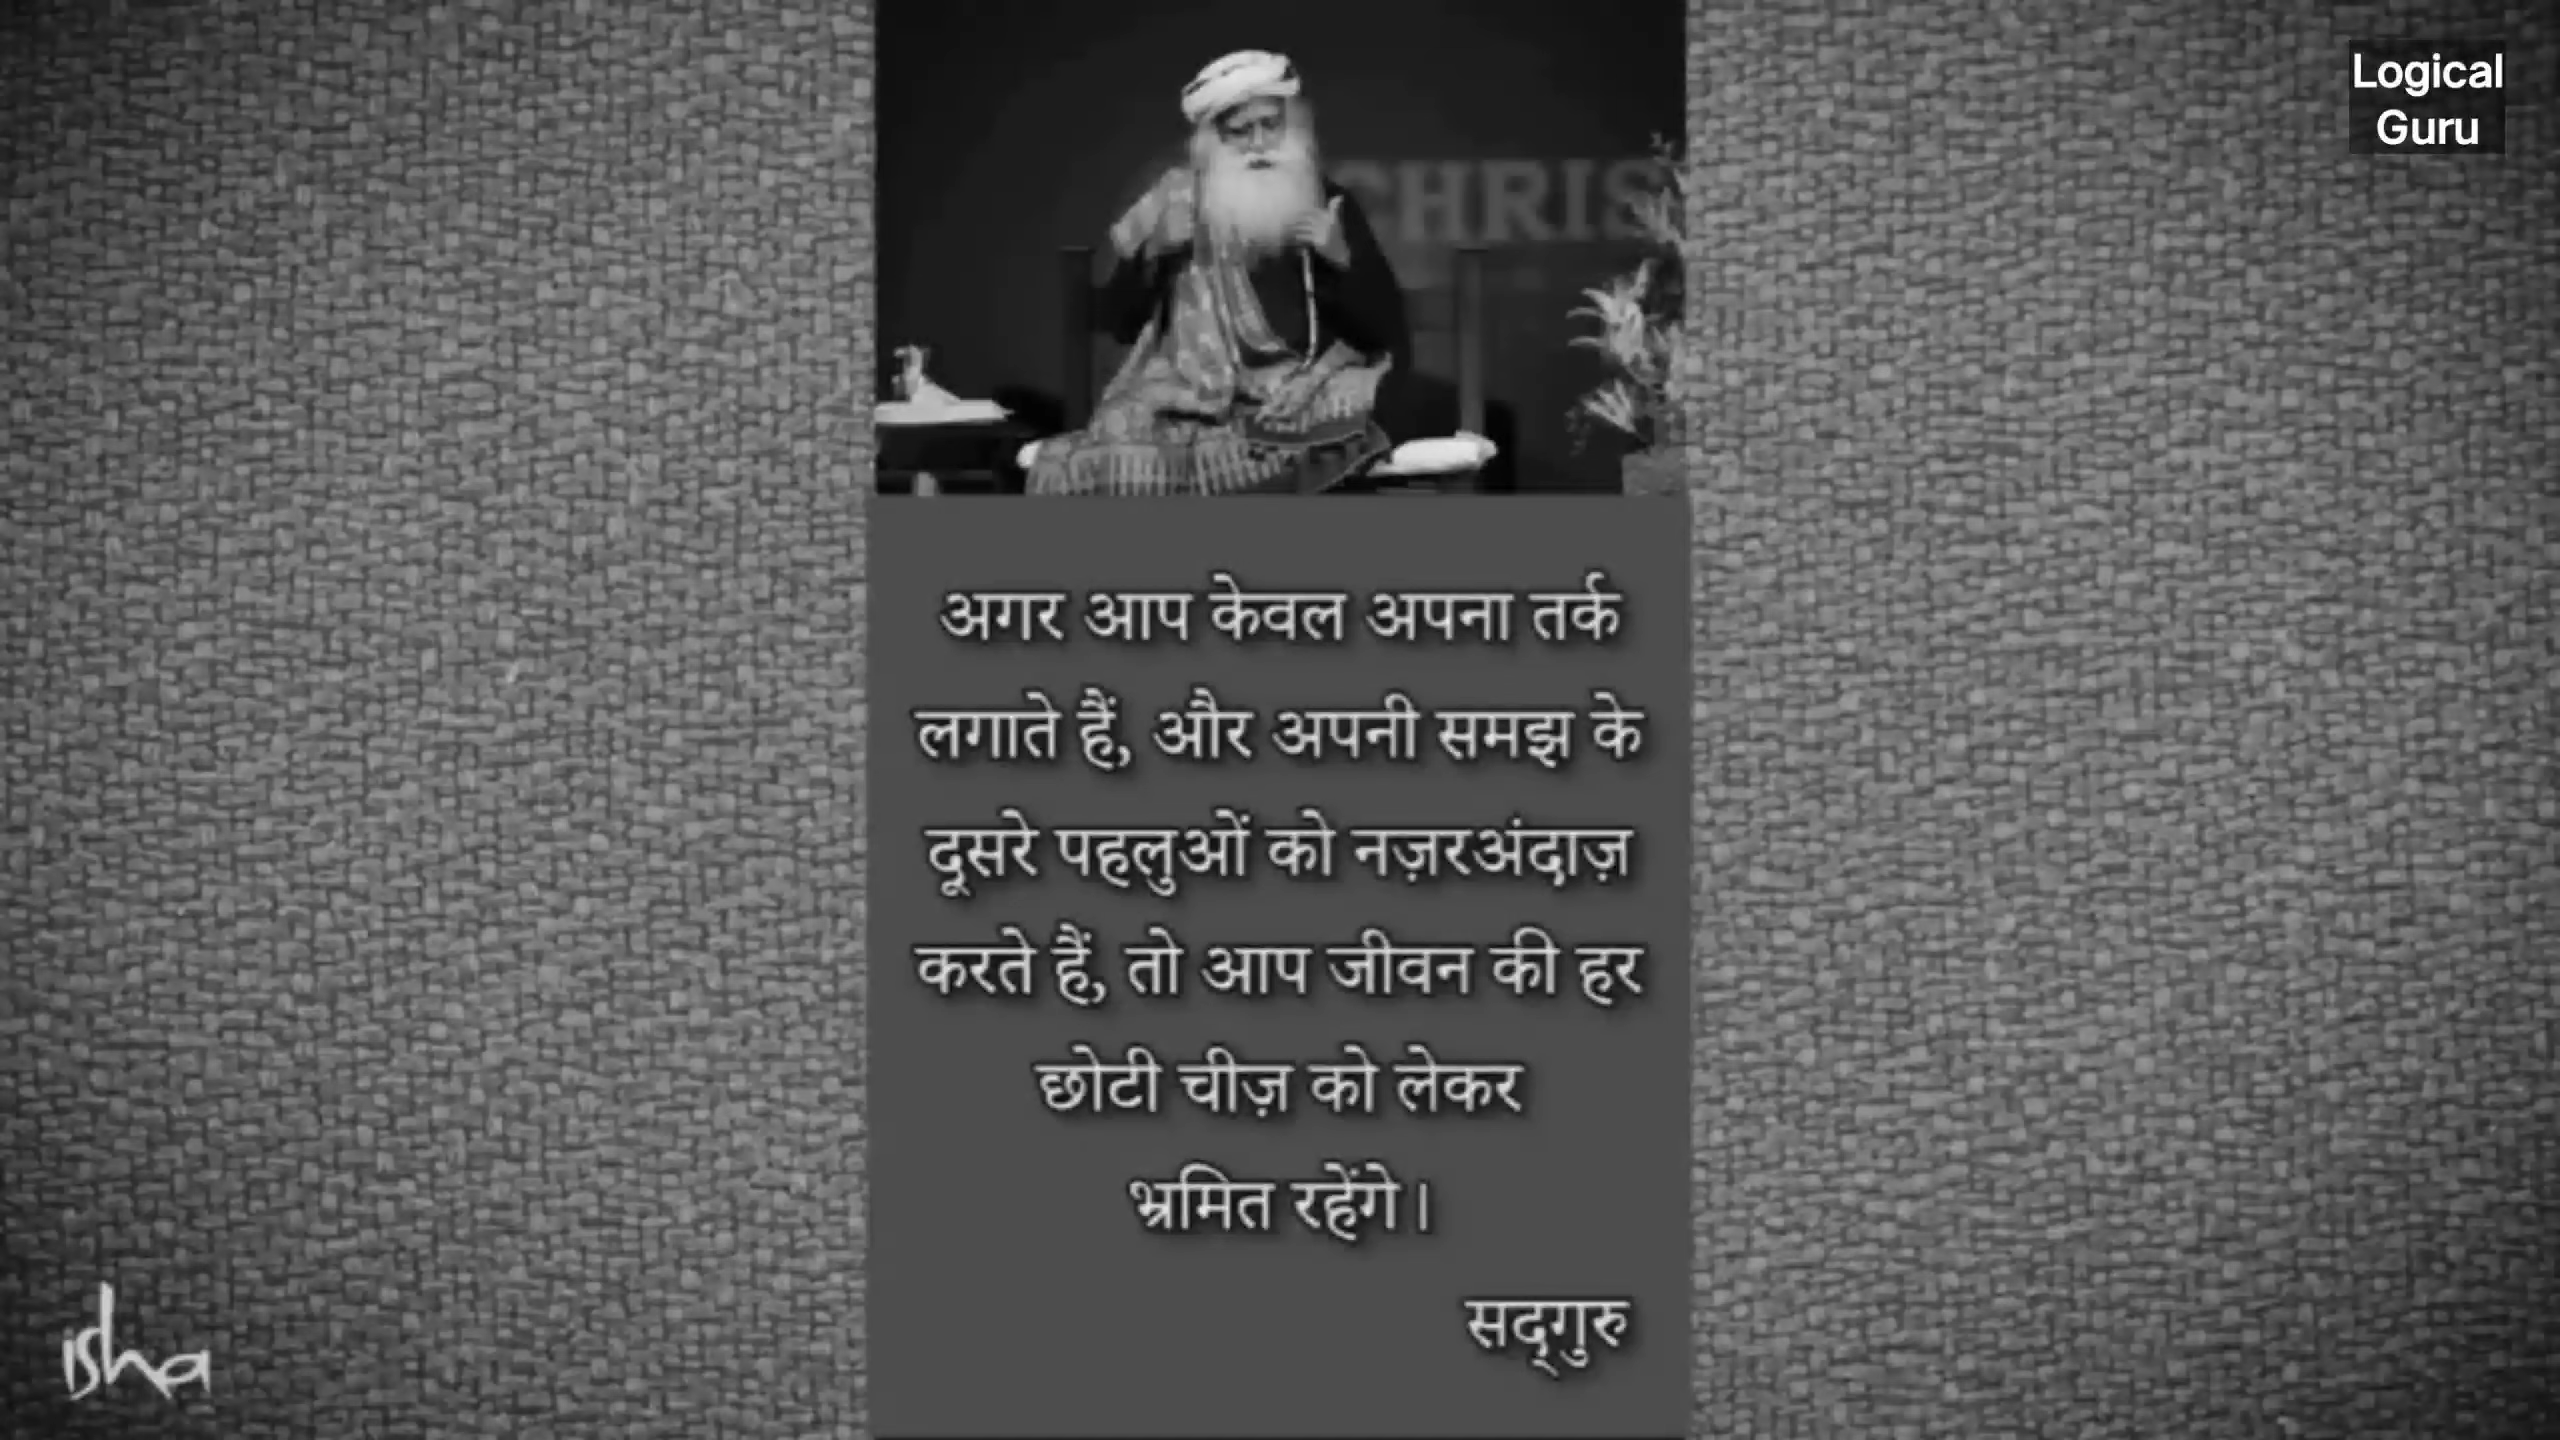 Logical
Guru
CHRIS
अगर आप केवल अपना तर्क
लगाते हैं, और अपनी समझ के
दूसरे पहलुओं को नज़रअंदाज़
करते हैं, तो आप जीवन की हर
छोटी चीज़ को लेकर
भ्रमित रहेंगे।
सद्‌गुरु
isha